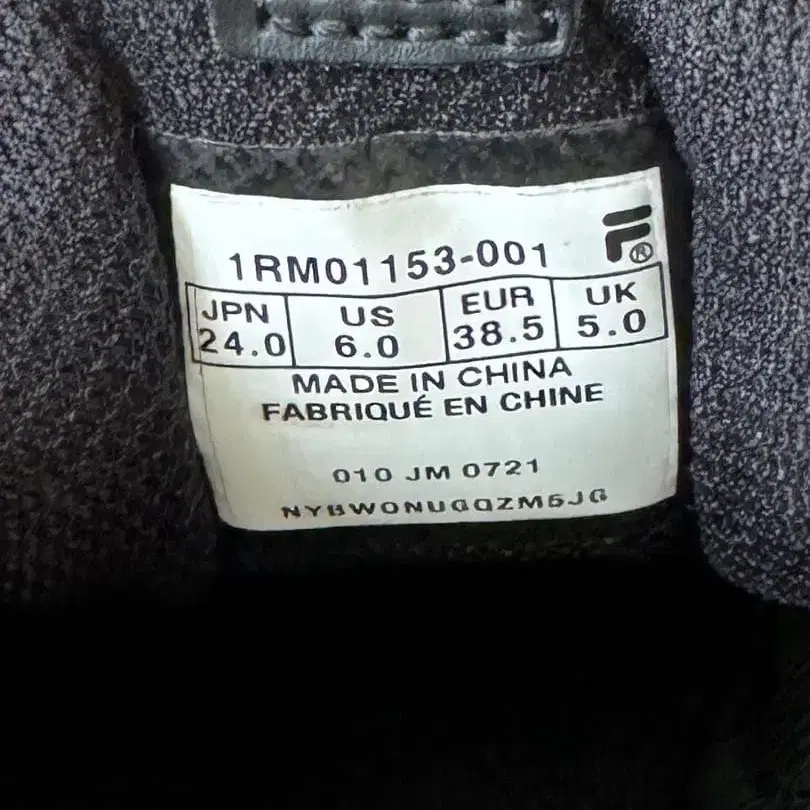 1RM01153-001
F®
JPN US EUR UK
24.0 6.0 38.5 5.0
MADE IN CHINA
FABRIQUÉ EN CHINE
010 JM 0721